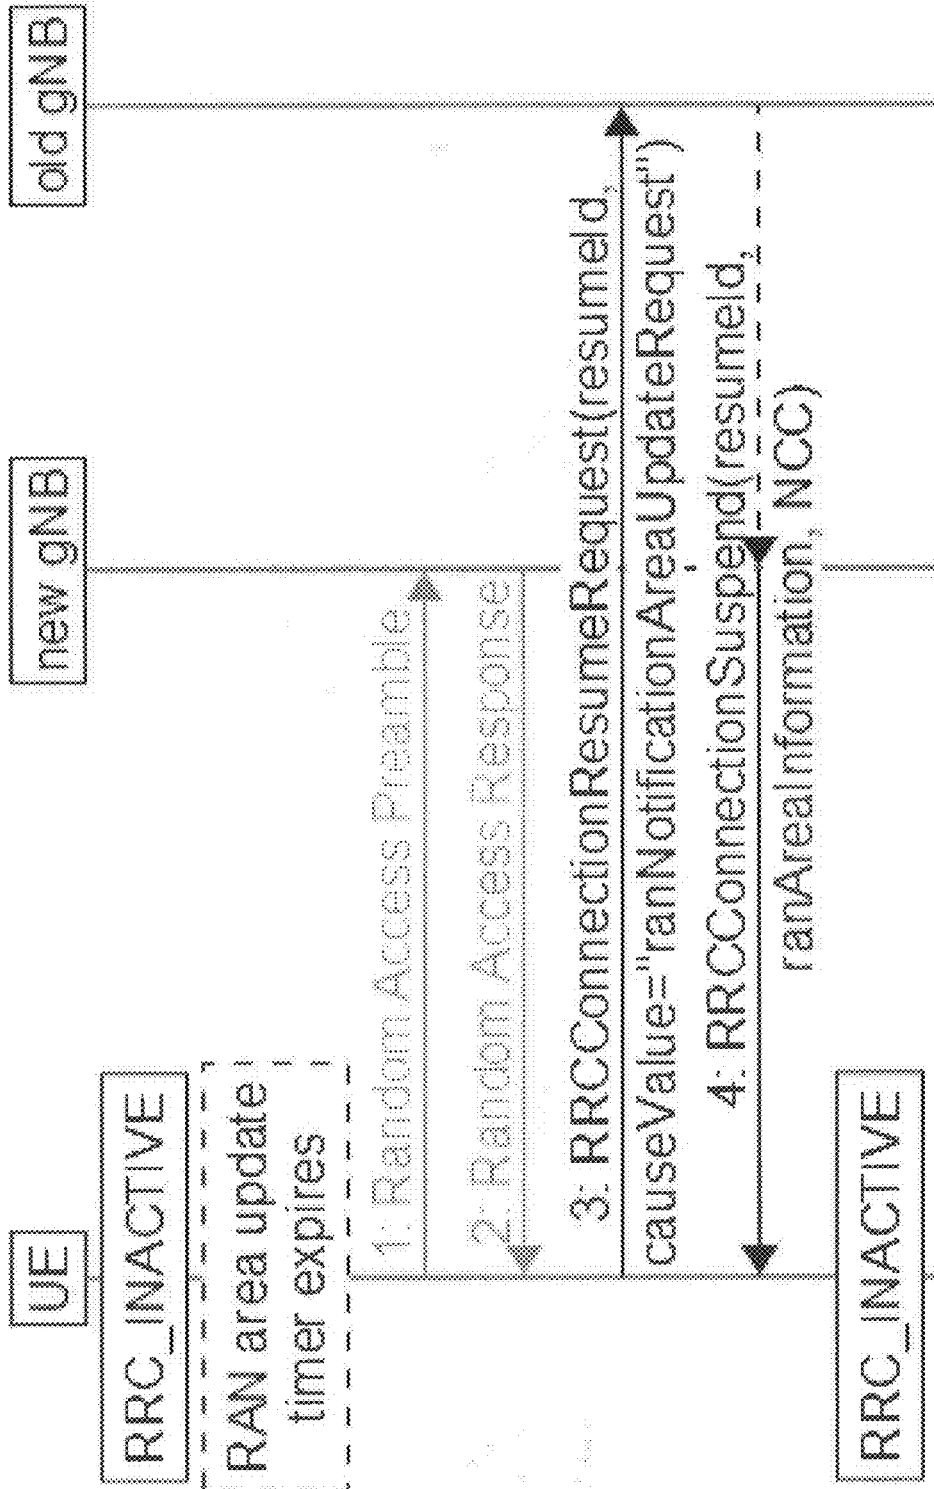 UE
new gNB
old gNB
RRC_INACTIVE
RAN area update
timer expires
1: Random Access Preamble
2: Random Access Response
3: RRCConnectionResumeRequest(resumeId,
causeValue="ranNotificationAreaUpdateRequest")
4: RRCConnectionSuspend(resumeId,
ranAreaInformation, NCC)
RRC_INACTIVE